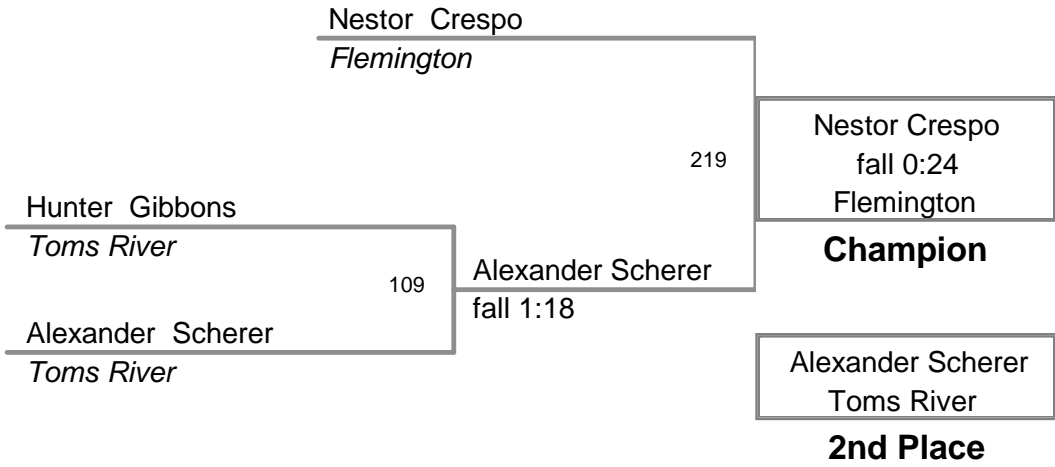 Nestor Crespo
Flemington
219
Nestor Crespo
fall 0:24
Flemington
Champion
Hunter Gibbons
Toms River
109
Alexander Scherer
fall 1:18
Alexander Scherer
Toms River
Alexander Scherer
Toms River
2nd Place